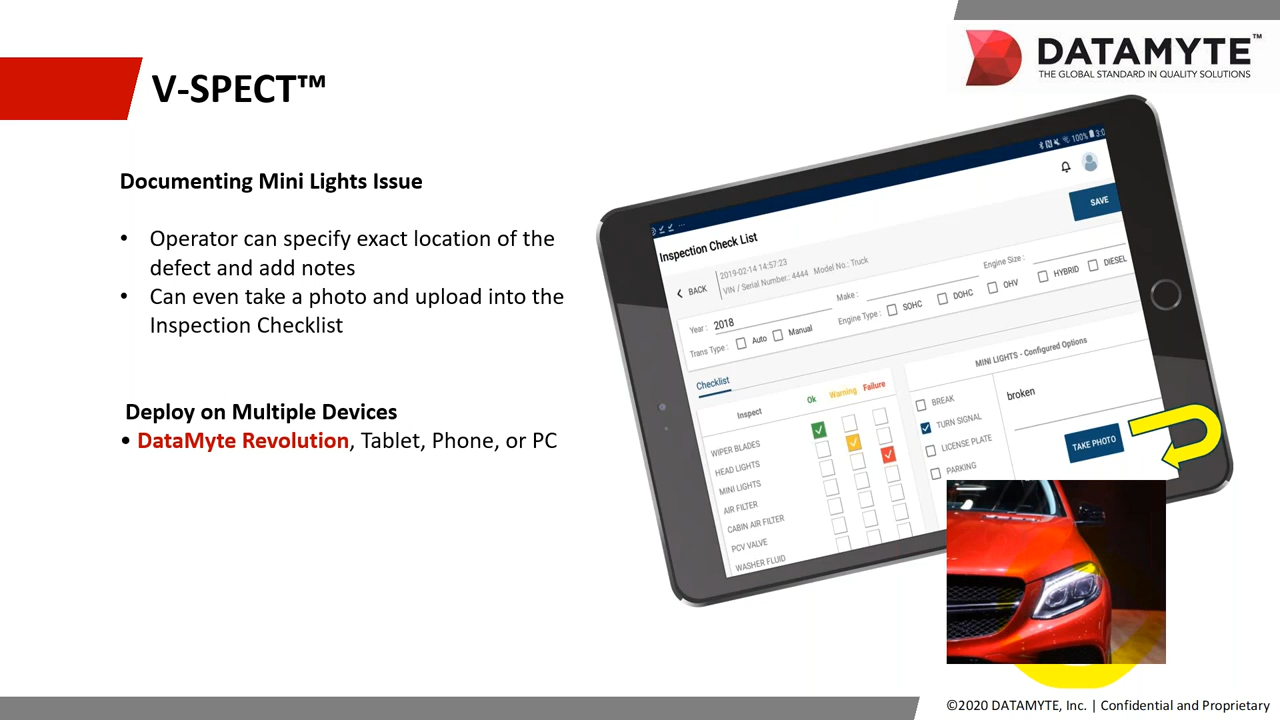 V-SPECT™
DATAMYTE™
THE GLOBAL STANDARD IN QUALITY SOLUTIONS
Documenting Mini Lights Issue
• Operator can specify exact location of the
defect and add notes
• Can even take a photo and upload into the
Inspection Checklist
Deploy on Multiple Devices
• DataMyte Revolution, Tablet, Phone, or PC
100% 3:0
Inspection Check List
SAVE
BACK
2019-02-14 14:57:23
VIN / Serial Number.: 4444 Model No.: Truck
Year : 2018
Make :
Engine Size :
Trans Type : Auto Manual
Engine Type : SOHC DOHC OHV HYBRID DIESEL
Checklist
Inspect Ok Warning Failure
WIPER BLADES
HEAD LIGHTS
MINI LIGHTS
AIR FILTER
CABIN AIR FILTER
PCV VALVE
WASHER FLUID
MINI LIGHTS - Configured Options
BREAK
TURN SIGNAL
LICENSE PLATE
PARKING
broken
TAKE PHOTO
©2020 DATAMYTE, Inc. | Confidential and Proprietary